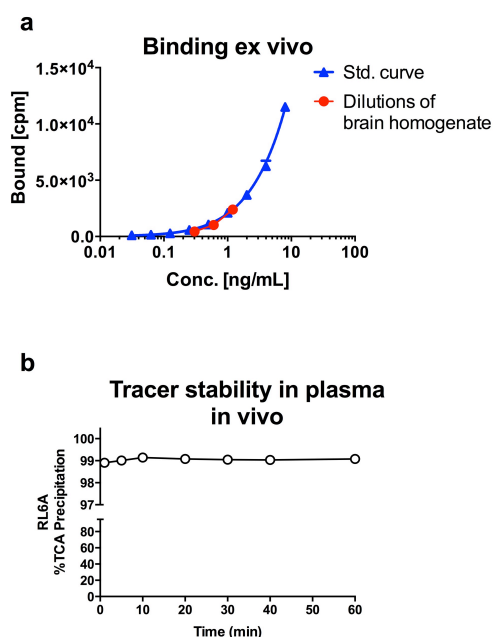 a
Binding ex vivo
1.5×10⁴
1.0×10⁴
5.0×10³
0.0
Bound [cpm]
0.01
0.1
1
10
100
Conc. [ng/mL]
Std. curve
Dilutions of
brain homogenate
b
Tracer stability in plasma
in vivo
100
99
98
97
80
60
40
20
0
RL6A
%TCA Precipitation
0
10
20
30
40
50
60
Time (min)